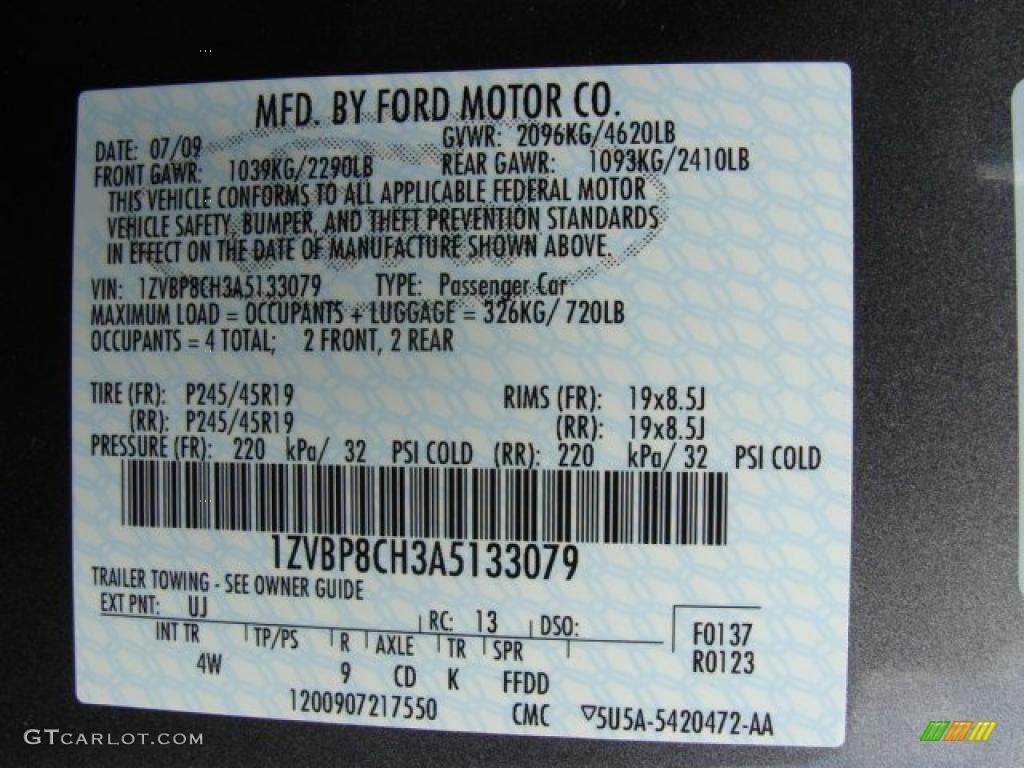 MFD. BY FORD MOTOR CO.
DATE: 07/09 GVWR: 2096KG/4620LB
FRONT GAWR: 1039KG/2290LB REAR GAWR: 1093KG/2410LB
THIS VEHICLE CONFORMS TO ALL APPLICABLE FEDERAL MOTOR
VEHICLE SAFETY, BUMPER, AND THEFT PREVENTION STANDARDS
IN EFFECT ON THE DATE OF MANUFACTURE SHOWN ABOVE.
VIN: 1ZVBP8CH3A5133079 TYPE: Passenger Car
MAXIMUM LOAD = OCCUPANTS + LUGGAGE = 326KG/ 720LB
OCCUPANTS = 4 TOTAL; 2 FRONT, 2 REAR
TIRE (FR): P245/45R19 RIMS (FR): 19x8.5J
(RR): P245/45R19 (RR): 19x8.5J
PRESSURE (FR): 220 kPa/ 32 PSI COLD (RR): 220 kPa/ 32 PSI COLD
1ZVBP8CH3A5133079
TRAILER TOWING - SEE OWNER GUIDE
EXT PNT: UJ RC: 13 DSO: F0137
INT TR TP/PS R AXLE TR SPR R0123
4W 9 CD K FFDD
1200907217550 CMC ▽5U5A-5420472-AA
GTCARLOT.COM